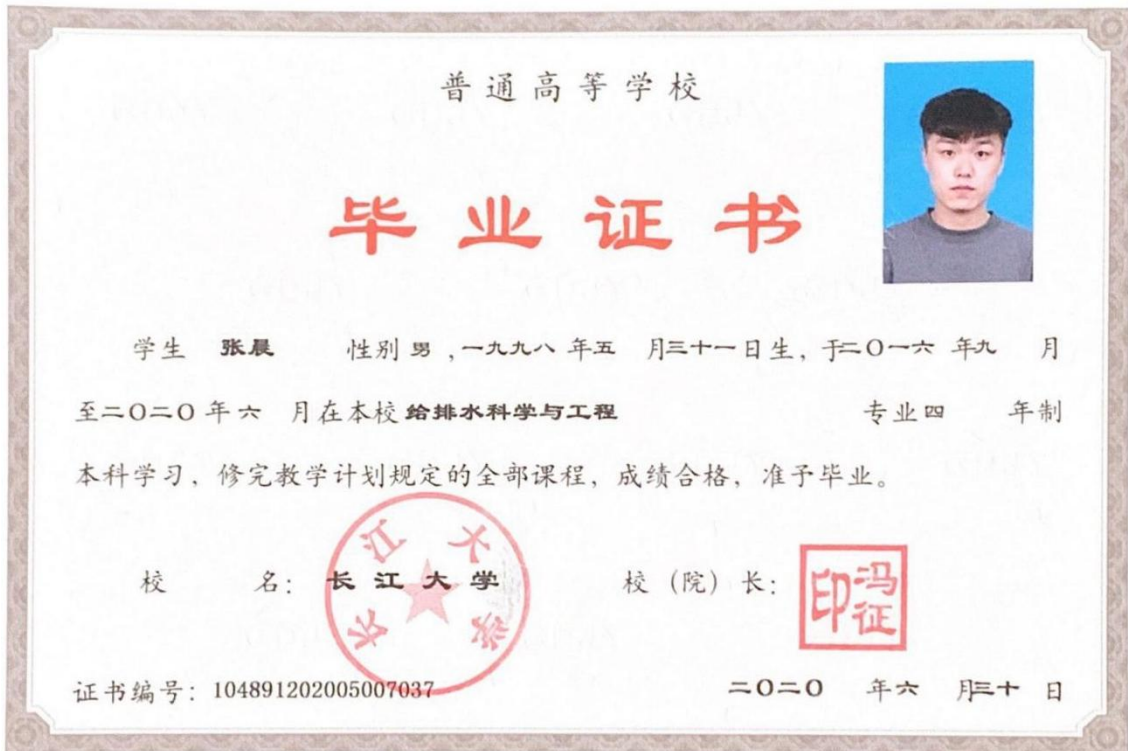 普通高等学校
毕业证书
学生 张晨 性别 男 ,一九九八 年五 月三十一日生, 于二〇一六 年九 月
至二〇二〇 年六 月在本校给排水科学与工程 专业四 年制
本科学习, 修完教学计划规定的全部课程, 成绩合格, 准予毕业。
校 名: 长江大学 校 (院) 长:
长江大学
冯征印
证书编号: 104891202005007037 二〇二〇 年六 月三十 日